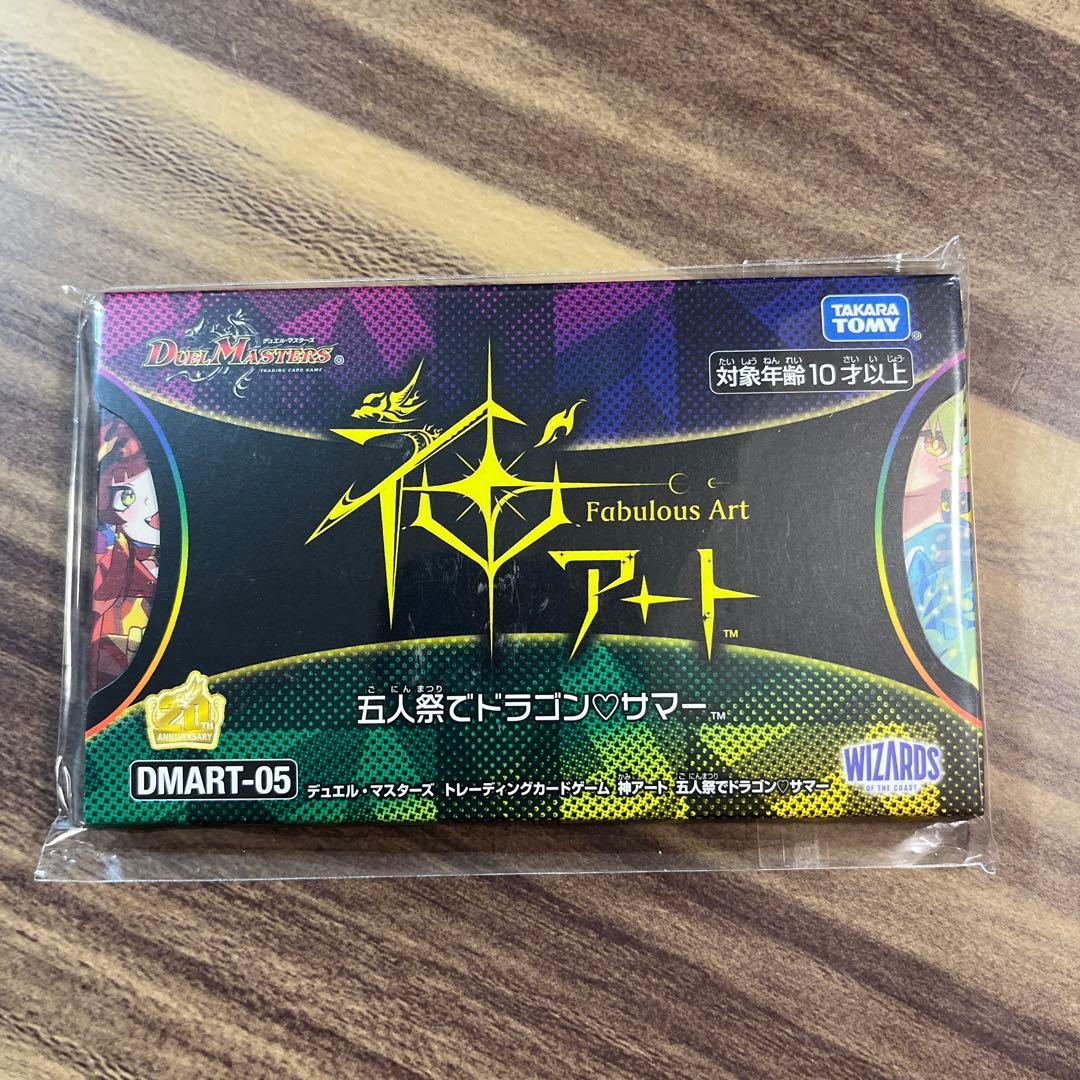 デュエル・マスターズ
DUEL MASTERS
TRADING CARD GAME
TAKARA
TOMY
たいしょうねんれい さいいじょう
対象年齢10才以上
神
Fabulous Art
アート™
ごにんまつり
五人祭でドラゴン♡サマー™
20TH
ANNIVERSARY
DMART-05
かみ ごにんまつり
デュエル・マスターズ トレーディングカードゲーム 神アート 五人祭でドラゴン♡サマー
WIZARDS
OF THE COAST